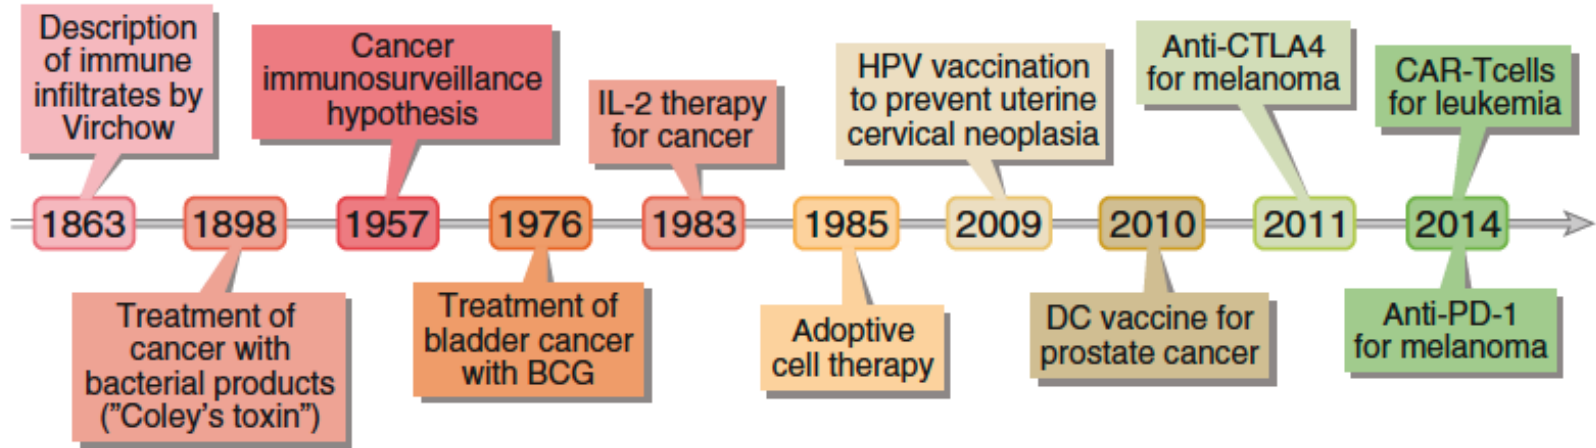 Description
of immune
infiltrates by
Virchow
Cancer
immunosurveillance
hypothesis
IL-2 therapy
for cancer
HPV vaccination
to prevent uterine
cervical neoplasia
Anti-CTLA4
for melanoma
CAR-Tcells
for leukemia
1863
1898
1957
1976
1983
1985
2009
2010
2011
2014
Treatment of
cancer with
bacterial products
(”Coley’s toxin”)
Treatment of
bladder cancer
with BCG
Adoptive
cell therapy
DC vaccine for
prostate cancer
Anti-PD-1
for melanoma